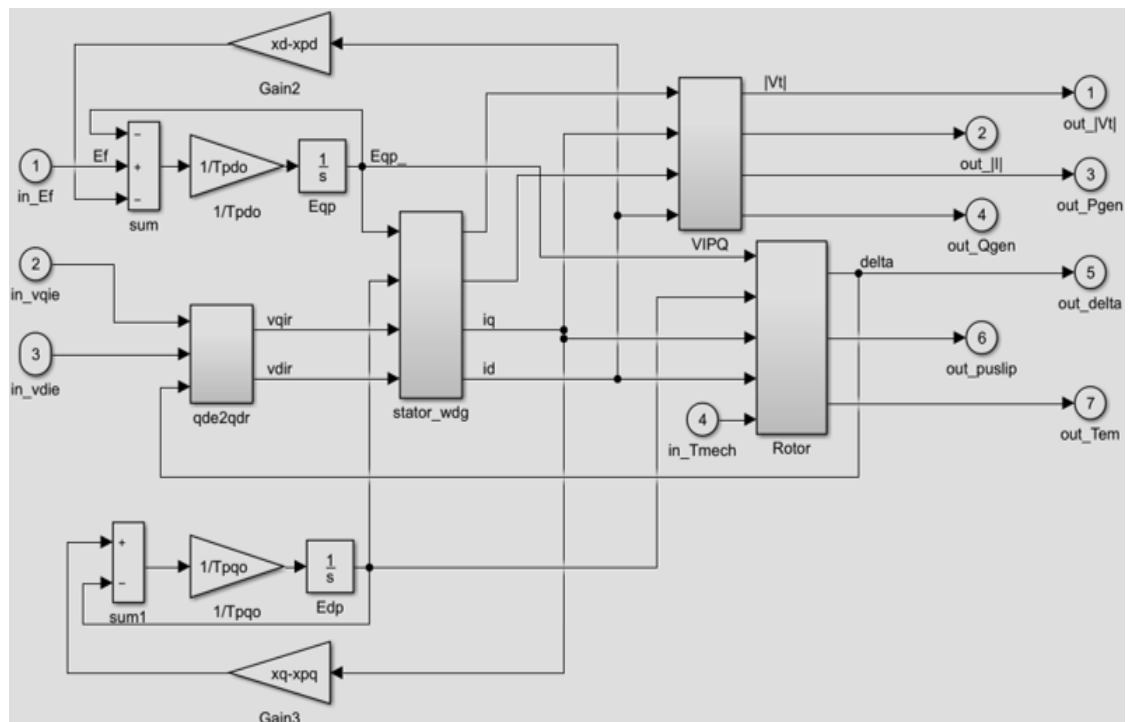 xd-xpd
Gain2
|Vt|
1
out_|Vt|
−
2
out_|I|
1
in_Ef
Ef
+
1/Tpdo
1
s
Eqp_
3
out_Pgen
−
sum
1/Tpdo
Eqp
4
out_Qgen
VIPQ
2
in_vqie
delta
5
out_delta
3
in_vdie
vqir
iq
6
out_puslip
vdir
id
qde2qdr
stator_wdg
4
in_Tmech
Rotor
7
out_Tem
+
−
sum1
1/Tpqo
1/Tpqo
1
s
Edp
xq-xpq
Gain3